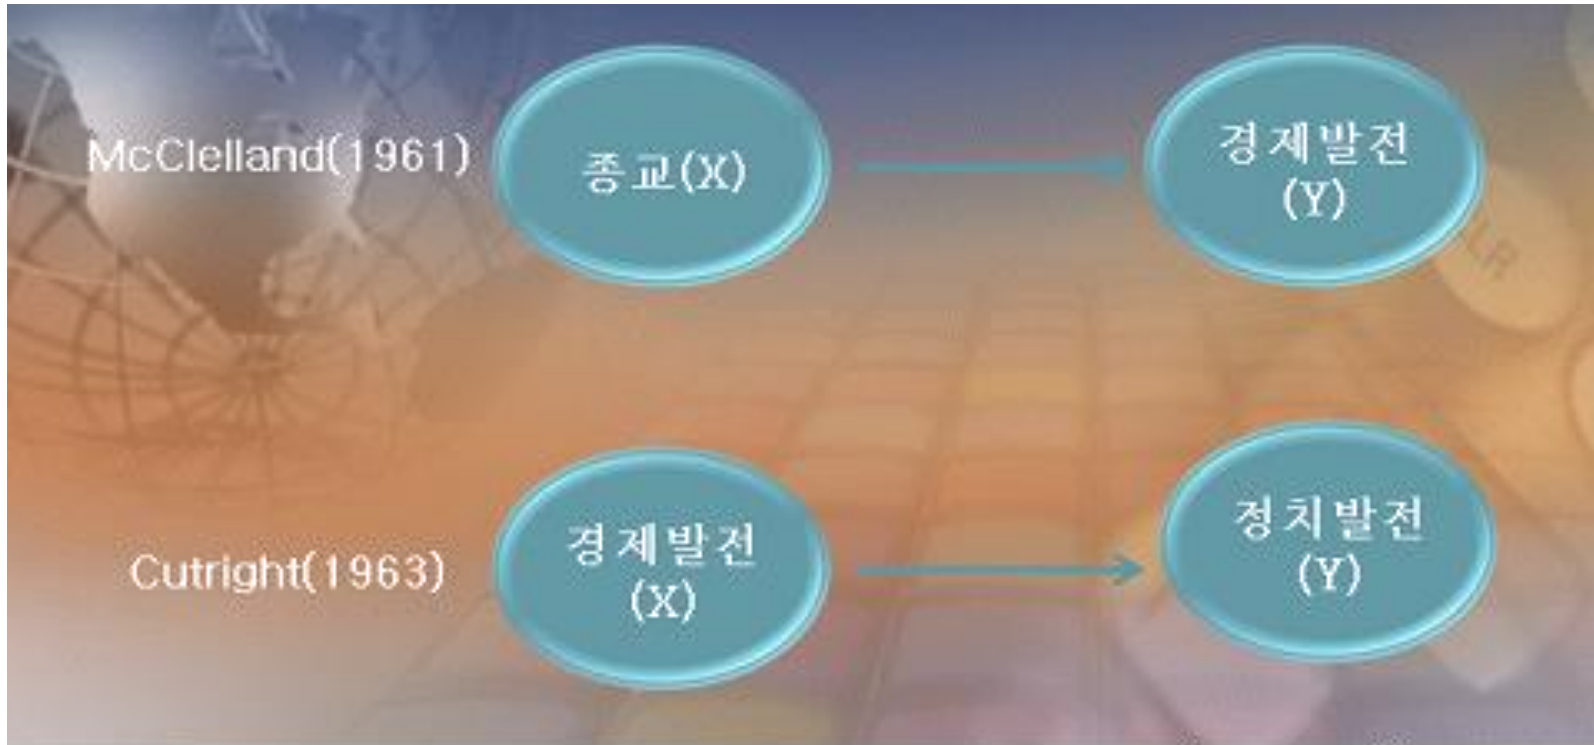 McClelland(1961)
종교(X)
경제발전
(Y)
Cutright(1963)
경제발전
(X)
정치발전
(Y)